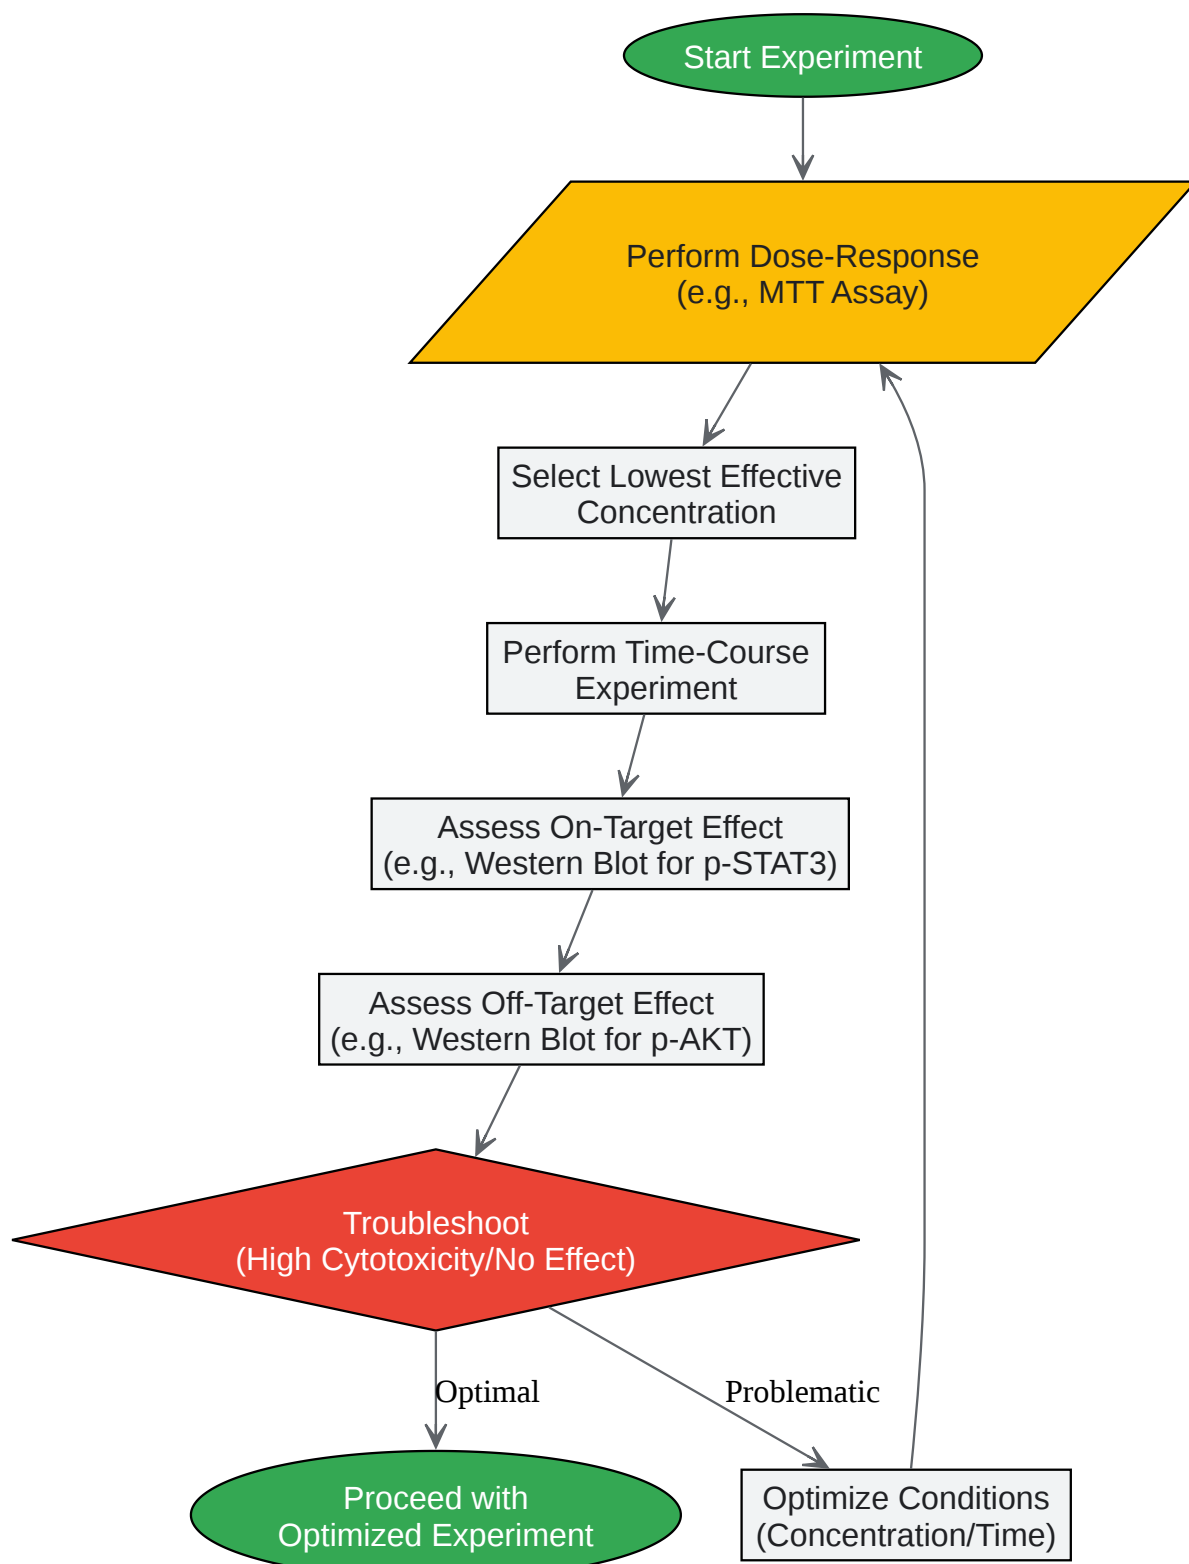 Start Experiment
Perform Dose-Response
(e.g., MTT Assay)
Select Lowest Effective
Concentration
Perform Time-Course
Experiment
Assess On-Target Effect
(e.g., Western Blot for p-STAT3)
Assess Off-Target Effect
(e.g., Western Blot for p-AKT)
Troubleshoot
(High Cytotoxicity/No Effect)
Optimal
Problematic
Proceed with
Optimized Experiment
Optimize Conditions
(Concentration/Time)